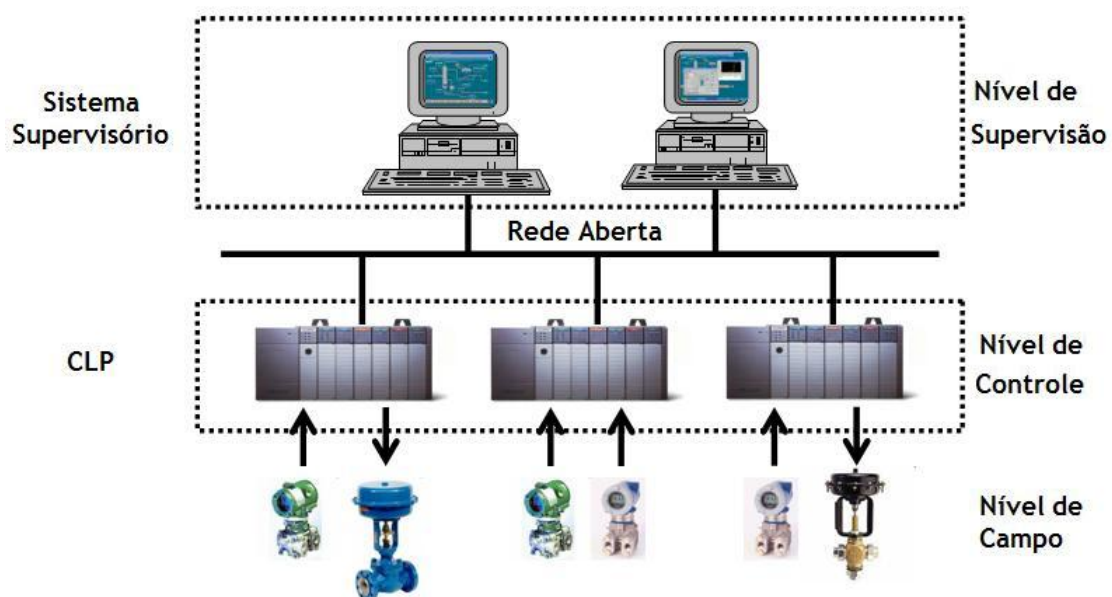 Sistema
Supervisório
Nível de
Supervisão
Rede Aberta
CLP
Nível de
Controle
Nível de
Campo